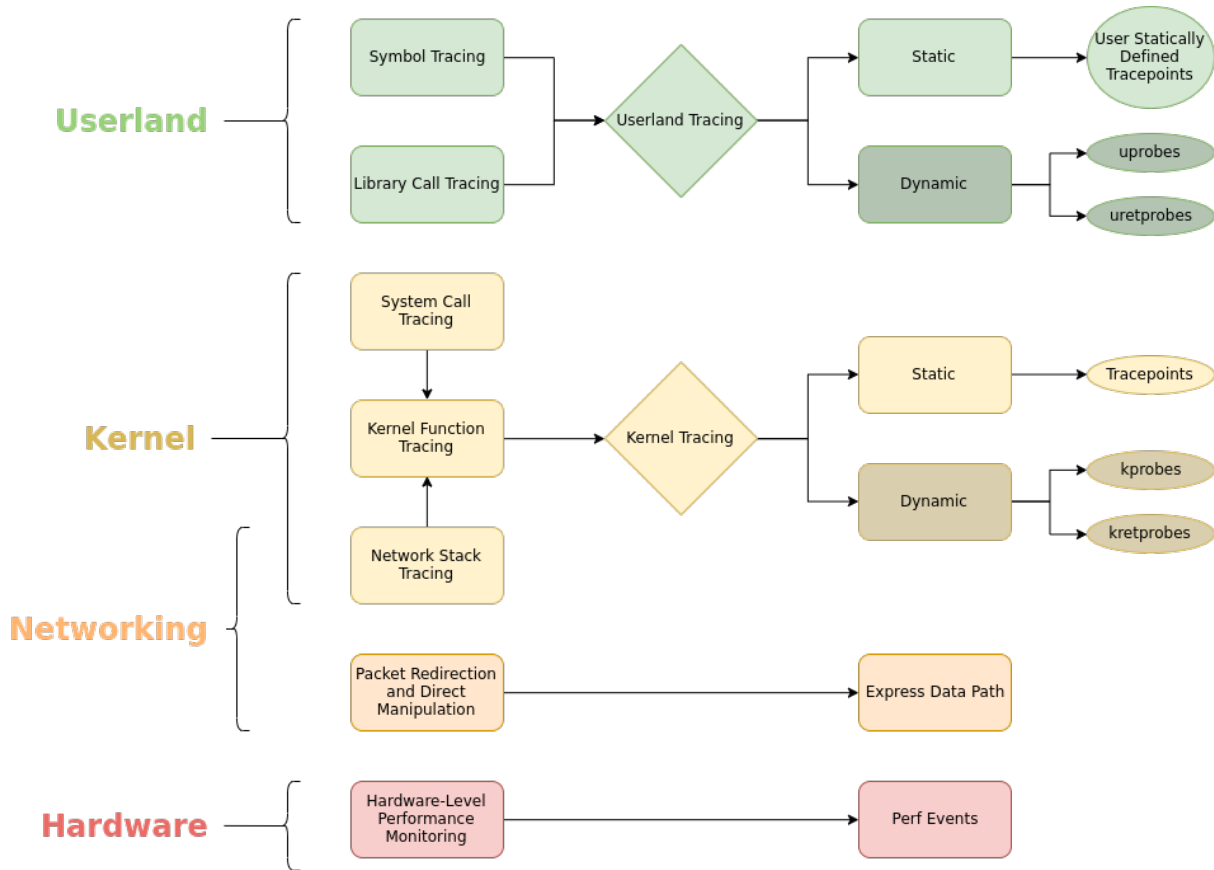 Userland
Symbol Tracing
Library Call Tracing
Userland Tracing
Static
User Statically
Defined
Tracepoints
Dynamic
uprobes
uretprobes
Kernel
System Call
Tracing
Kernel Function
Tracing
Network Stack
Tracing
Kernel Tracing
Static
Tracepoints
Dynamic
kprobes
kretprobes
Networking
Packet Redirection
and Direct
Manipulation
Express Data Path
Hardware
Hardware-Level
Performance
Monitoring
Perf Events